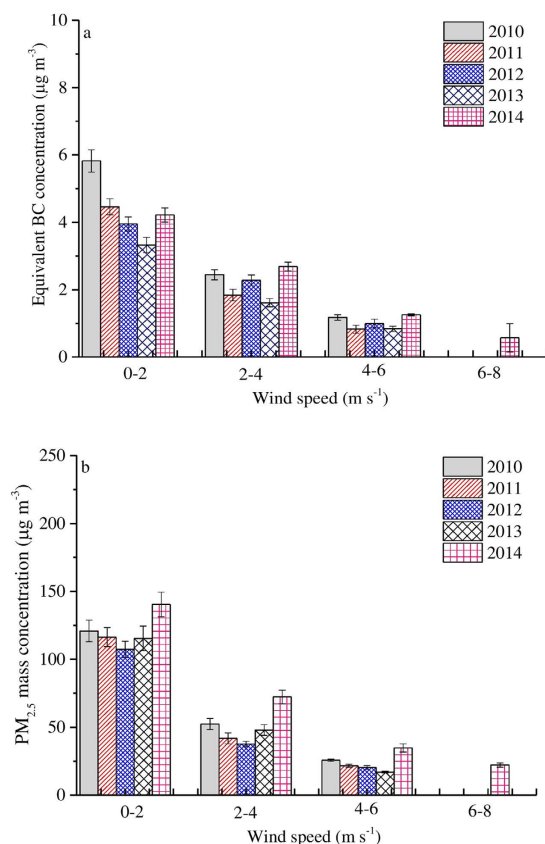 a
10
8
6
4
2
0
Equivalent BC concentration (μg m-3)
2010
2011
2012
2013
2014
0-2 2-4 4-6 6-8
Wind speed (m s-1)
b
250
200
150
100
50
0
PM2.5 mass concentration (μg m-3)
2010
2011
2012
2013
2014
0-2 2-4 4-6 6-8
Wind speed (m s-1)